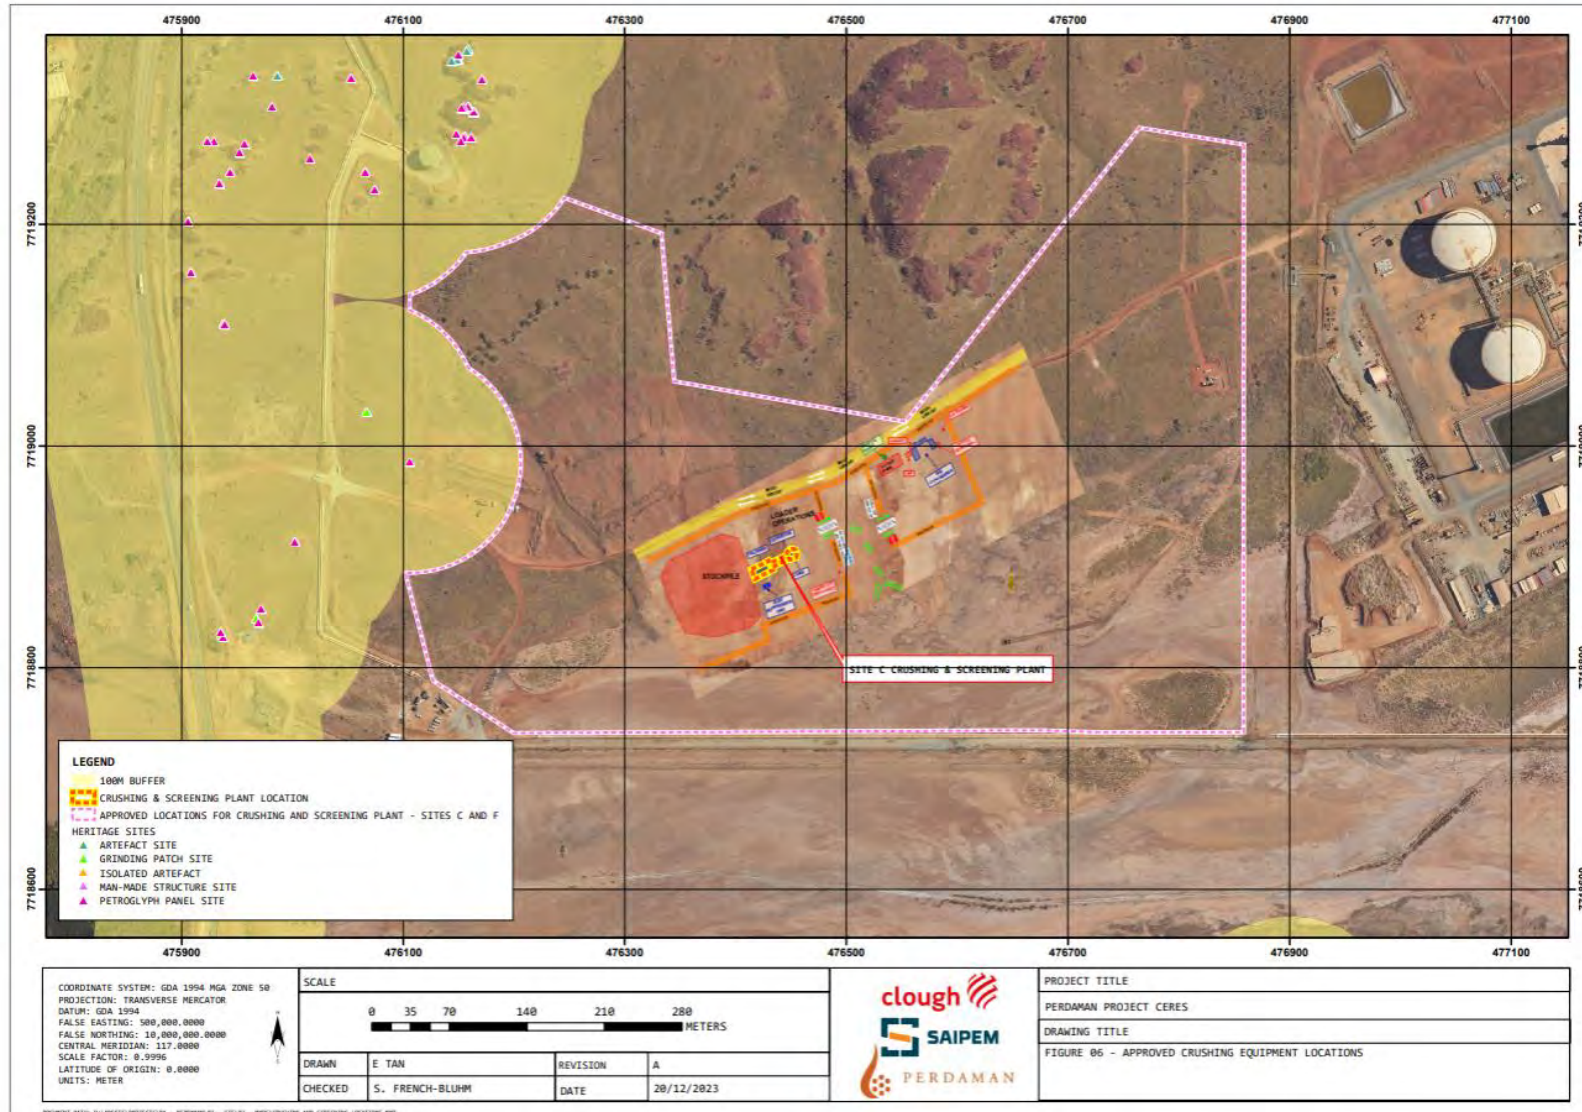 475900 476100 476300 476500 476700 476900 477100
7719200
7719000
7718800
7718600
LOADER
OPERATIONS
STOCKPILE
SITE C CRUSHING & SCREENING PLANT
LEGEND
100M BUFFER
CRUSHING & SCREENING PLANT LOCATION
APPROVED LOCATIONS FOR CRUSHING AND SCREENING PLANT - SITES C AND F
HERITAGE SITES
ARTEFACT SITE
GRINDING PATCH SITE
ISOLATED ARTEFACT
MAN-MADE STRUCTURE SITE
PETROGLYPH PANEL SITE
475900 476100 476300 476500 476700 476900 477100
COORDINATE SYSTEM: GDA 1994 MGA ZONE 50
PROJECTION: TRANSVERSE MERCATOR
DATUM: GDA 1994
FALSE EASTING: 500,000.0000
FALSE NORTHING: 10,000,000.0000
CENTRAL MERIDIAN: 117.0000
SCALE FACTOR: 0.9996
LATITUDE OF ORIGIN: 0.0000
UNITS: METER
SCALE
0 35 70 140 210 280
METERS
DRAWN E TAN REVISION A
CHECKED S. FRENCH-BLUHM DATE 20/12/2023
clough
SAIPEM
PERDAMAN
PROJECT TITLE
PERDAMAN PROJECT CERES
DRAWING TITLE
FIGURE 06 - APPROVED CRUSHING EQUIPMENT LOCATIONS